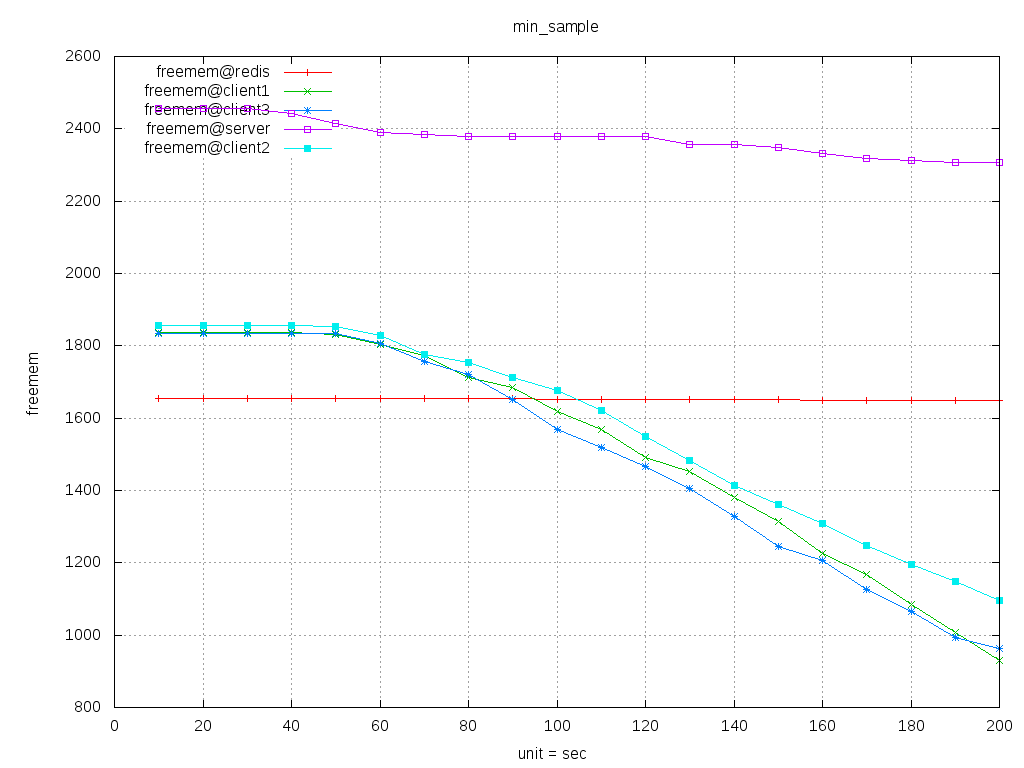 min_sample
2600
2400
2200
2000
1800
1600
1400
1200
1000
800
freemem
freemem@redis
freemem@client1
freemem@client3
freemem@server
freemem@client2
0 20 40 60 80 100 120 140 160 180 200
unit = sec